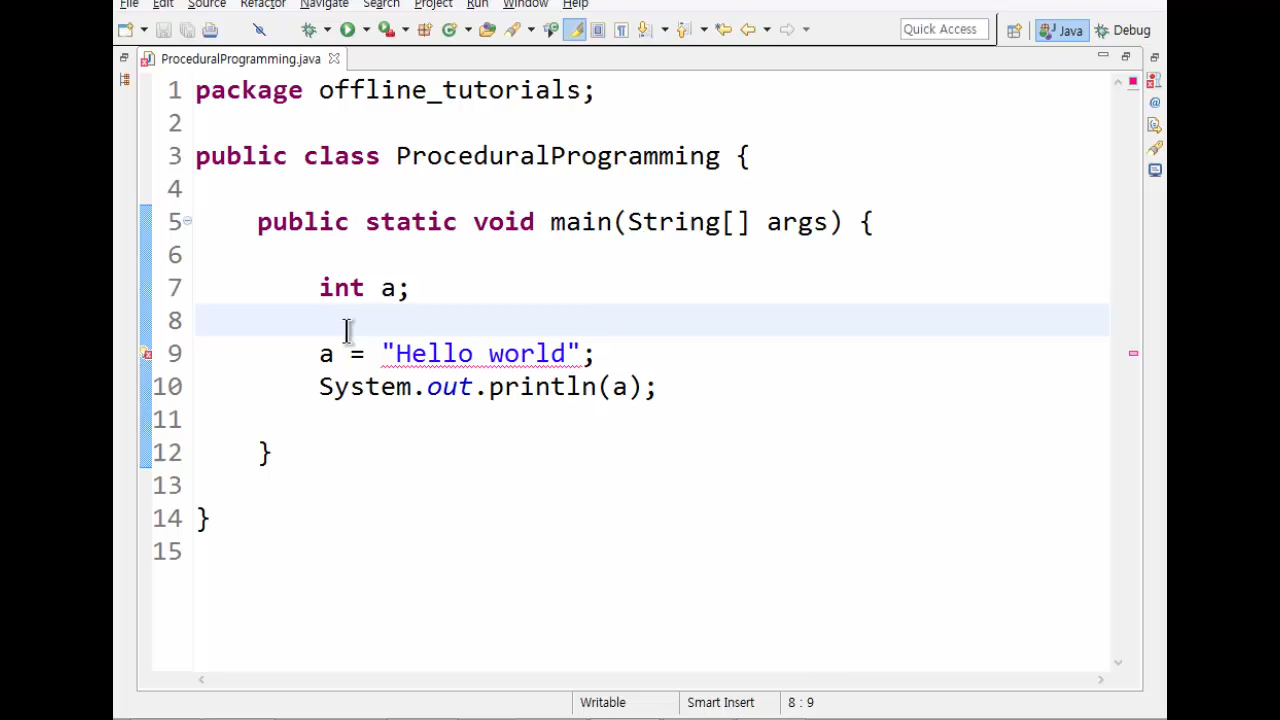 File Edit Source Refactor Navigate Search Project Run Window Help
Quick Access Java Debug
ProceduralProgramming.java
1 package offline_tutorials;
2
3 public class ProceduralProgramming {
4
5 public static void main(String[] args) {
6
7 int a;
8
9 a = "Hello world";
10 System.out.println(a);
11
12 }
13
14 }
15
Writable Smart Insert 8 : 9